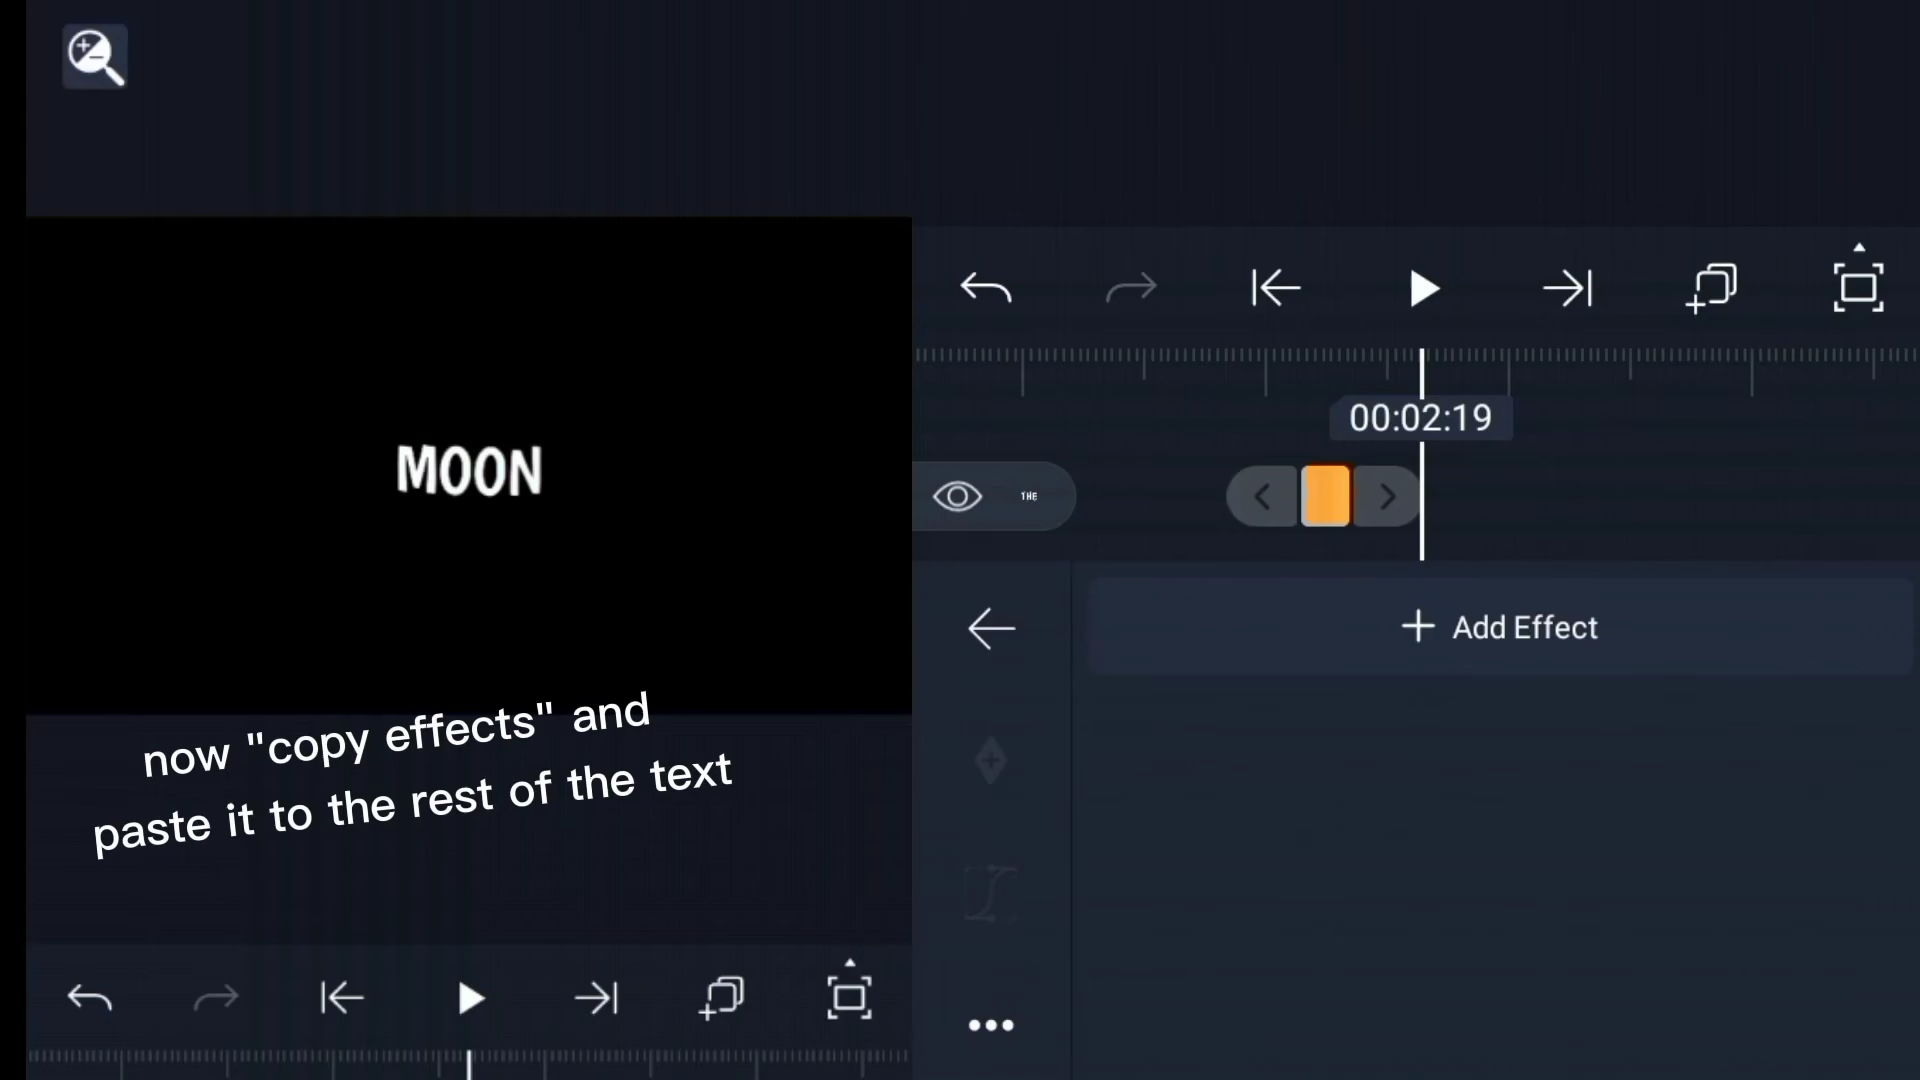 MOON
now "copy effects" and
paste it to the rest of the text
00:02:19
THE
Add Effect